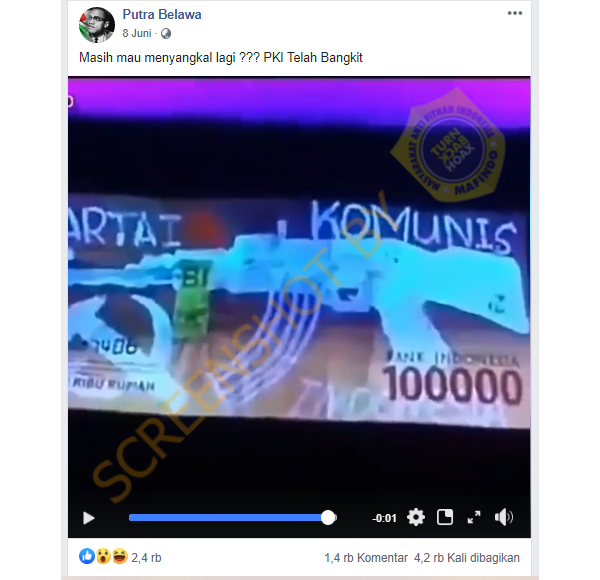 Putra Belawa
8 Juni
Masih mau menyangkal lagi ??? PKI Telah Bangkit
ARTAI KOMUNIS
BI
RIBU RUPIAH
BANK INDONESIA
100000
TURN
BACK
HOAX
MASYARAKAT ANTI FITNAH INDONESIA
MAFINDO
SCREENSHOT BY
-0:01
2,4 rb
1,4 rb Komentar 4,2 rb Kali dibagikan